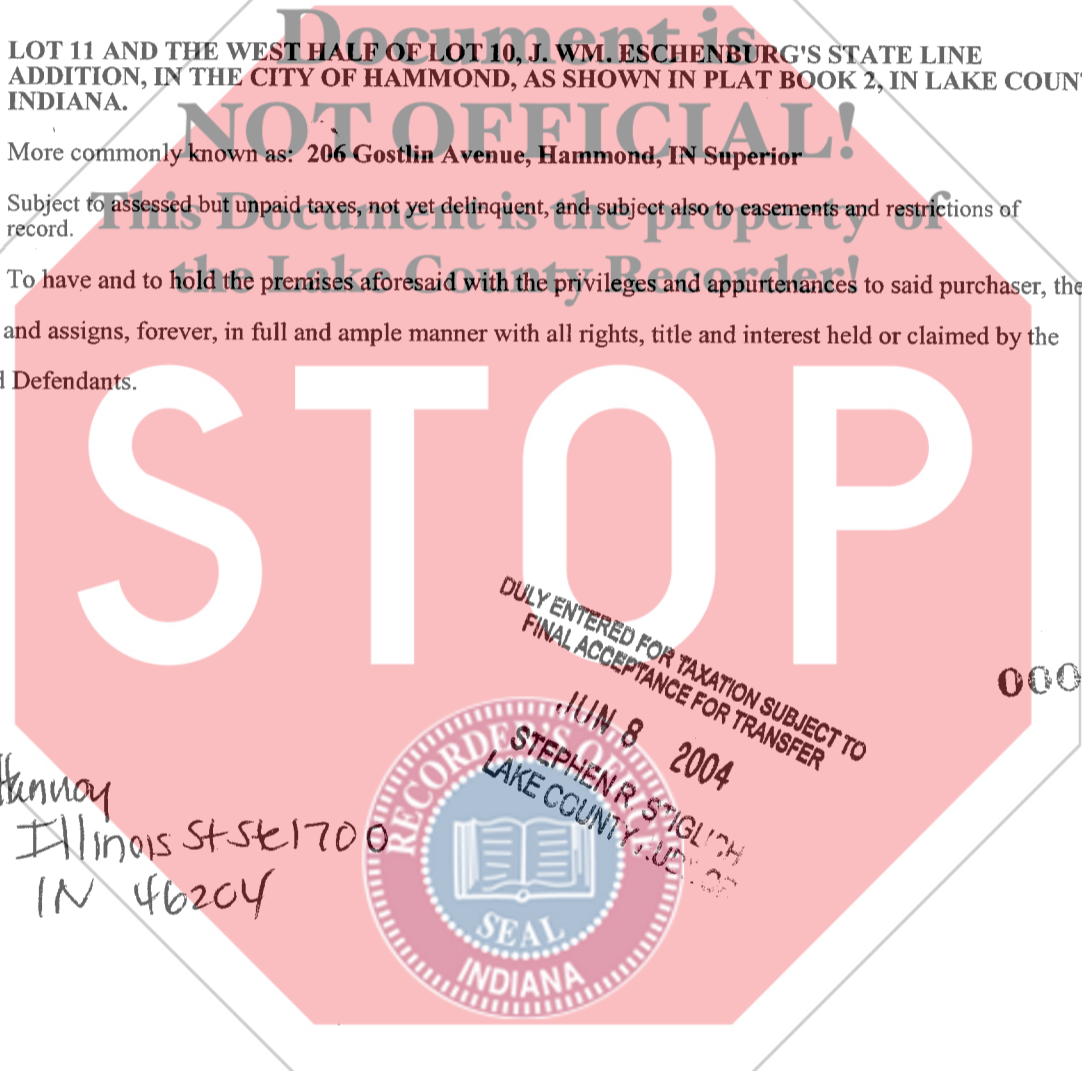 Document is
LOT 11 AND THE WEST HALF OF LOT 10, J. WM. ESCHENBURG'S STATE LINE
ADDITION, IN THE CITY OF HAMMOND, AS SHOWN IN PLAT BOOK 2, IN LAKE COUNT
INDIANA.
NOT OFFICIAL!
More commonly known as: 206 Gostlin Avenue, Hammond, IN Superior
This Document is the property of
Subject to assessed but unpaid taxes, not yet delinquent, and subject also to easements and restrictions of
record.
the Lake County Recorder!
To have and to hold the premises aforesaid with the privileges and appurtenances to said purchaser, the
and assigns, forever, in full and ample manner with all rights, title and interest held or claimed by the
Defendants.
STOP
DULY ENTERED FOR TAXATION SUBJECT TO
FINAL ACCEPTANCE FOR TRANSFER
000
JUN 8 2004
STEPHEN R. STIGLICH
LAKE COUNTY AUDITOR
Hannoy
Illinois St Ste 1700
IN 46204
RECORDER'S OFFICE
SEAL
INDIANA